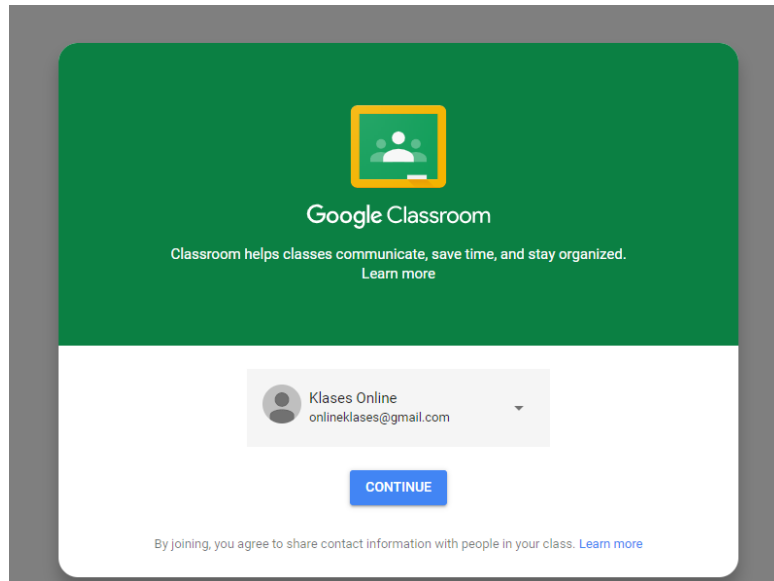 Google Classroom
Classroom helps classes communicate, save time, and stay organized.
Learn more
Klases Online
onlineklases@gmail.com
CONTINUE
By joining, you agree to share contact information with people in your class. Learn more